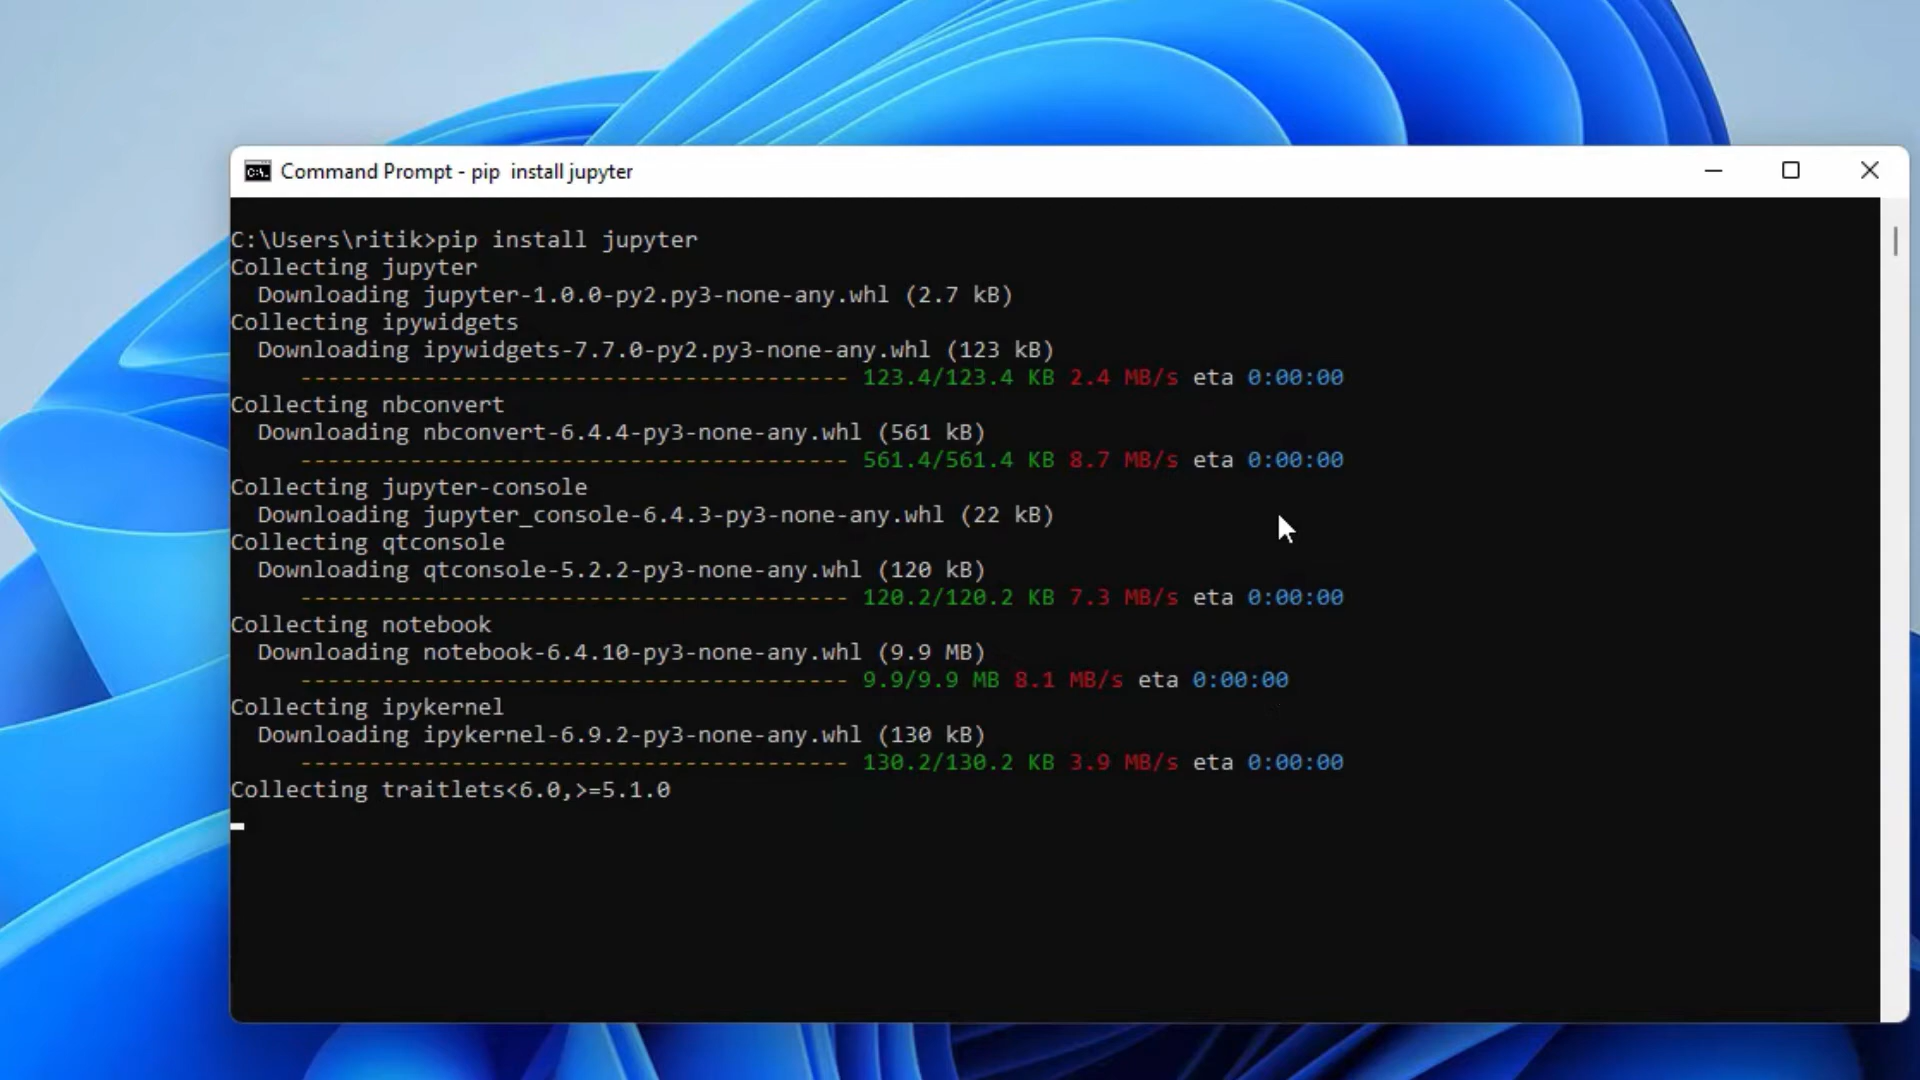 Command Prompt - pip  install jupyter
C:\Users\ritik>pip install jupyter
Collecting jupyter
  Downloading jupyter-1.0.0-py2.py3-none-any.whl (2.7 kB)
Collecting ipywidgets
  Downloading ipywidgets-7.7.0-py2.py3-none-any.whl (123 kB)
     ---------------------------------------- 123.4/123.4 KB 2.4 MB/s eta 0:00:00
Collecting nbconvert
  Downloading nbconvert-6.4.4-py3-none-any.whl (561 kB)
     ---------------------------------------- 561.4/561.4 KB 8.7 MB/s eta 0:00:00
Collecting jupyter-console
  Downloading jupyter_console-6.4.3-py3-none-any.whl (22 kB)
Collecting qtconsole
  Downloading qtconsole-5.2.2-py3-none-any.whl (120 kB)
     ---------------------------------------- 120.2/120.2 KB 7.3 MB/s eta 0:00:00
Collecting notebook
  Downloading notebook-6.4.10-py3-none-any.whl (9.9 MB)
     ---------------------------------------- 9.9/9.9 MB 8.1 MB/s eta 0:00:00
Collecting ipykernel
  Downloading ipykernel-6.9.2-py3-none-any.whl (130 kB)
     ---------------------------------------- 130.2/130.2 KB 3.9 MB/s eta 0:00:00
Collecting traitlets<6.0,>=5.1.0